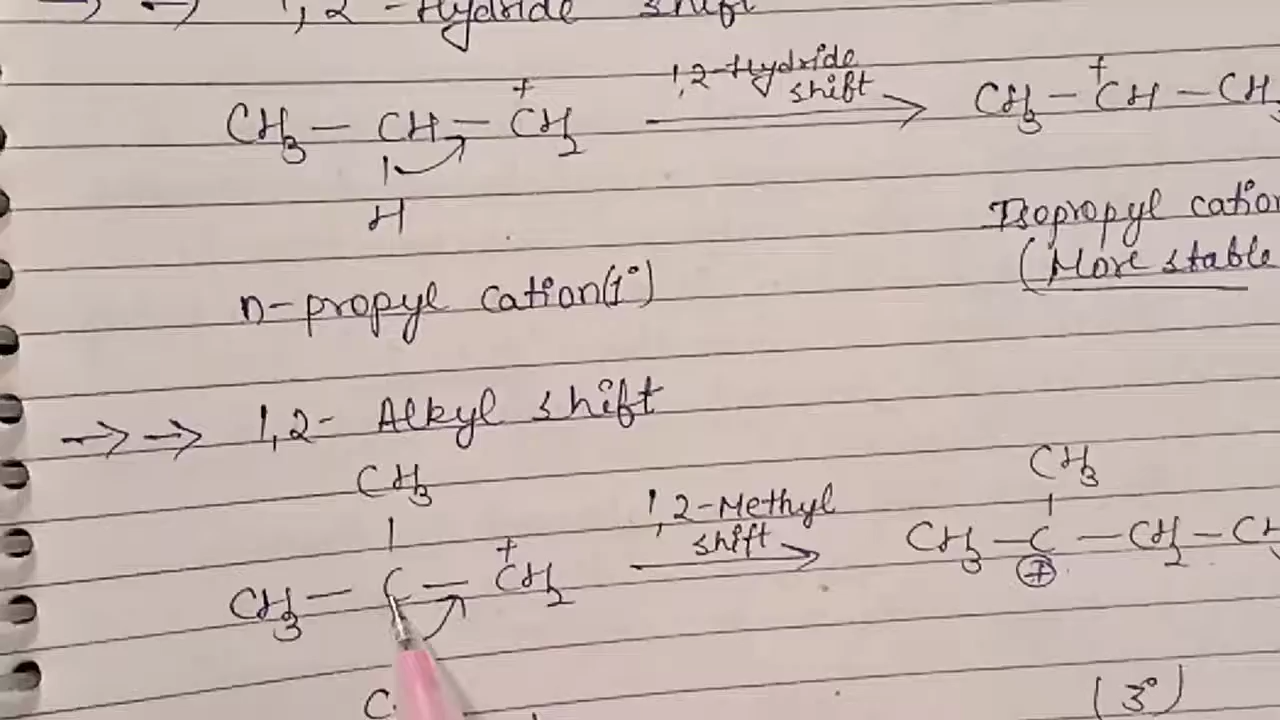 → → 1,2-Hydride shift
CH3 — CH — +CH2 1,2-Hydride shift → CH3 — +CH — CH3
|
H
Isopropyl cation
(More stable
n-propyl cation(1°)
→→ 1,2- Alkyl shift
CH3 CH3
| |
CH3 — C — +CH2 1,2-Methyl shift → CH3 — C — CH2 — CH
⊕
C
(3°)